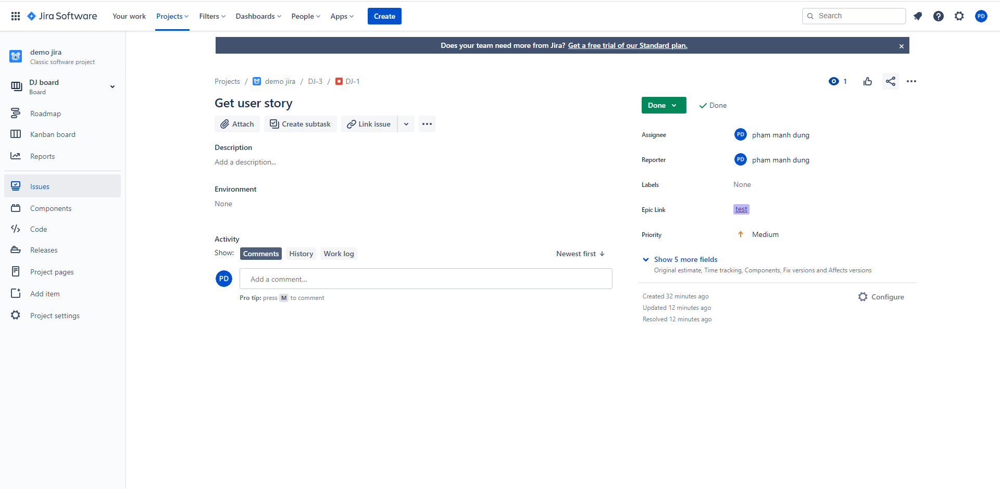 Jira Software Your work Projects Filters Dashboards People Apps Create Search PD
Does your team need more from Jira? Get a free trial of our Standard plan. ×
demo jira
Classic software project
DJ board
Board
Roadmap
Kanban board
Reports
Issues
Components
Code
Releases
Project pages
Add item
Project settings
Projects / demo jira / DJ-3 / DJ-1
1
Get user story
Attach Create subtask Link issue
Description
Add a description...
Environment
None
Activity
Show: Comments History Work log Newest first
PD Add a comment...
Pro tip: press M to comment
Done Done
Assignee PD pham manh dung
Reporter PD pham manh dung
Labels None
Epic Link test
Priority Medium
Show 5 more fields
Original estimate, Time tracking, Components, Fix versions and Affects versions
Created 32 minutes ago Configure
Updated 12 minutes ago
Resolved 12 minutes ago